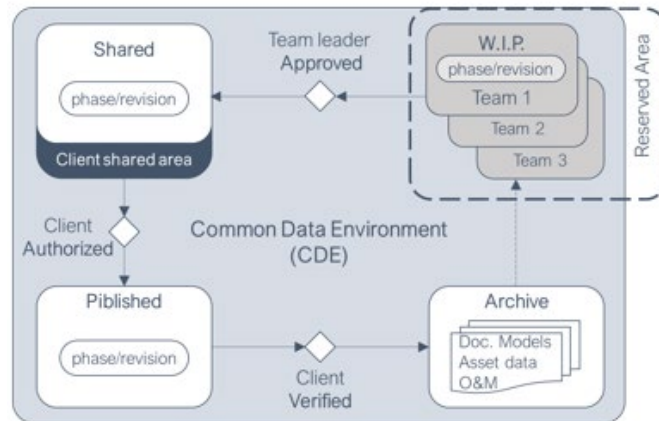 Shared
phase/revision
Client shared area
Team leader
Approved
W.I.P.
phase/revision
Team 1
Team 2
Team 3
Reserved Area
Client
Authorized
Common Data Environment
(CDE)
Piblished
phase/revision
Client
Verified
Archive
Doc. Models
Asset data
O&M